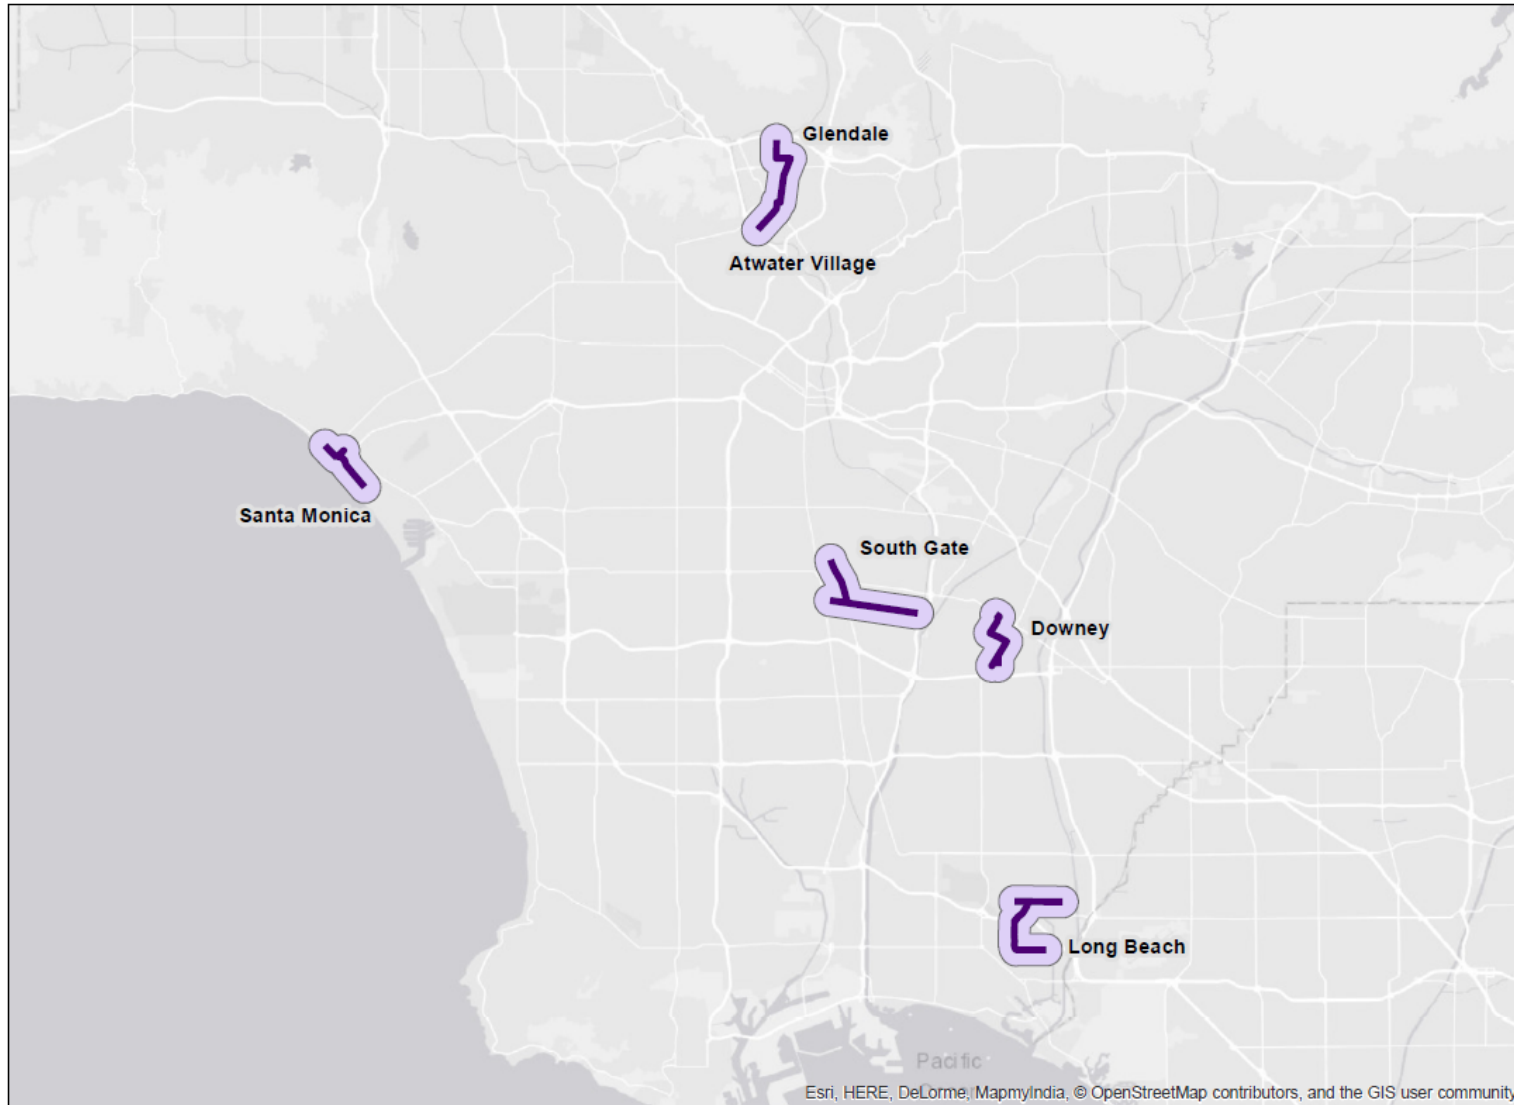 Glendale
Atwater Village
Santa Monica
South Gate
Downey
Long Beach
Pacific
Esri, HERE, DeLorme, MapmyIndia, © OpenStreetMap contributors, and the GIS user community